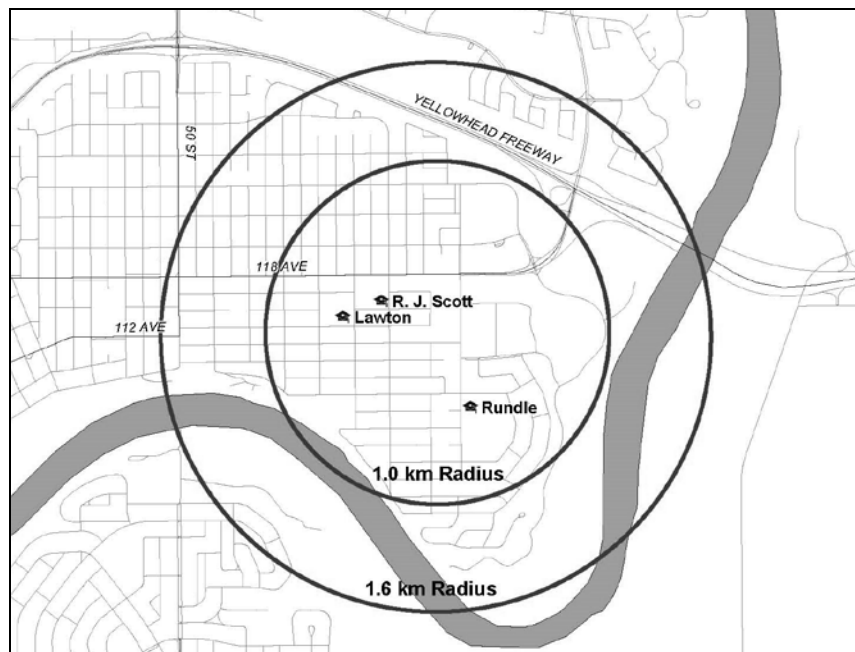 YELLOWHEAD FREEWAY
50 ST
118 AVE
R. J. Scott
Lawton
112 AVE
Rundle
1.0 km Radius
1.6 km Radius